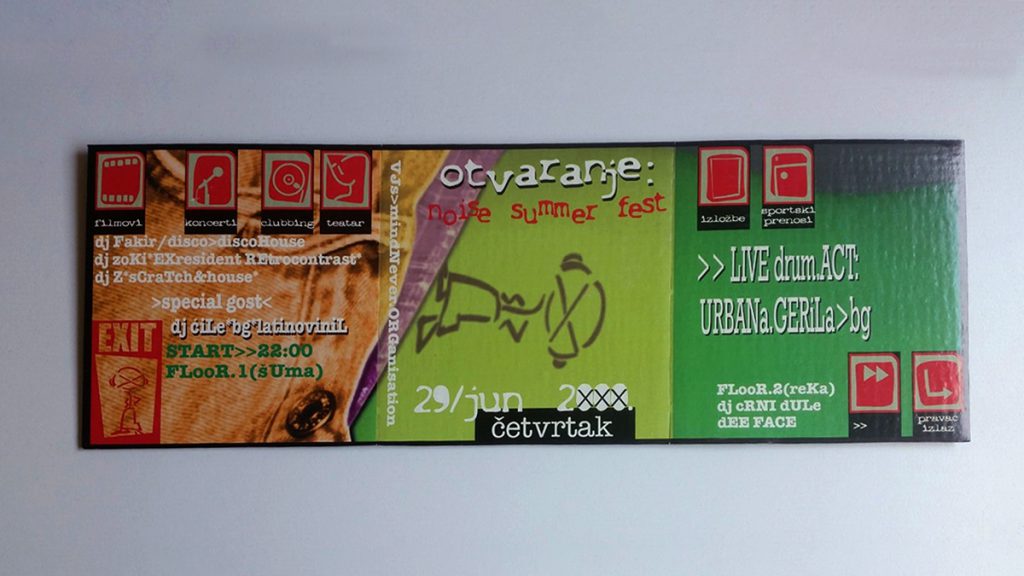 filmovi
koncerti
clubbing
teatar
dj Fakir/disco>discoHouse
dj zoKI*EXresident REtrocontrast*
dj Z*sCraTch&house*
>special gost<
dj ćiLe*bg*latinoviniL
EXIT
START>>22:00
FLooR.1(šUma)
VJs>mindNeverORGanisation
otvaranje:
noise summer fest
29/jun 2xxx.
četvrtak
izložbe
sportski
prenosi
>> LIVE drum.ACT:
URBANa.GERiLa>bg
FLooR.2(reKa)
dj cRNI dULe
dEE FACE
>>
pravac
izlaz